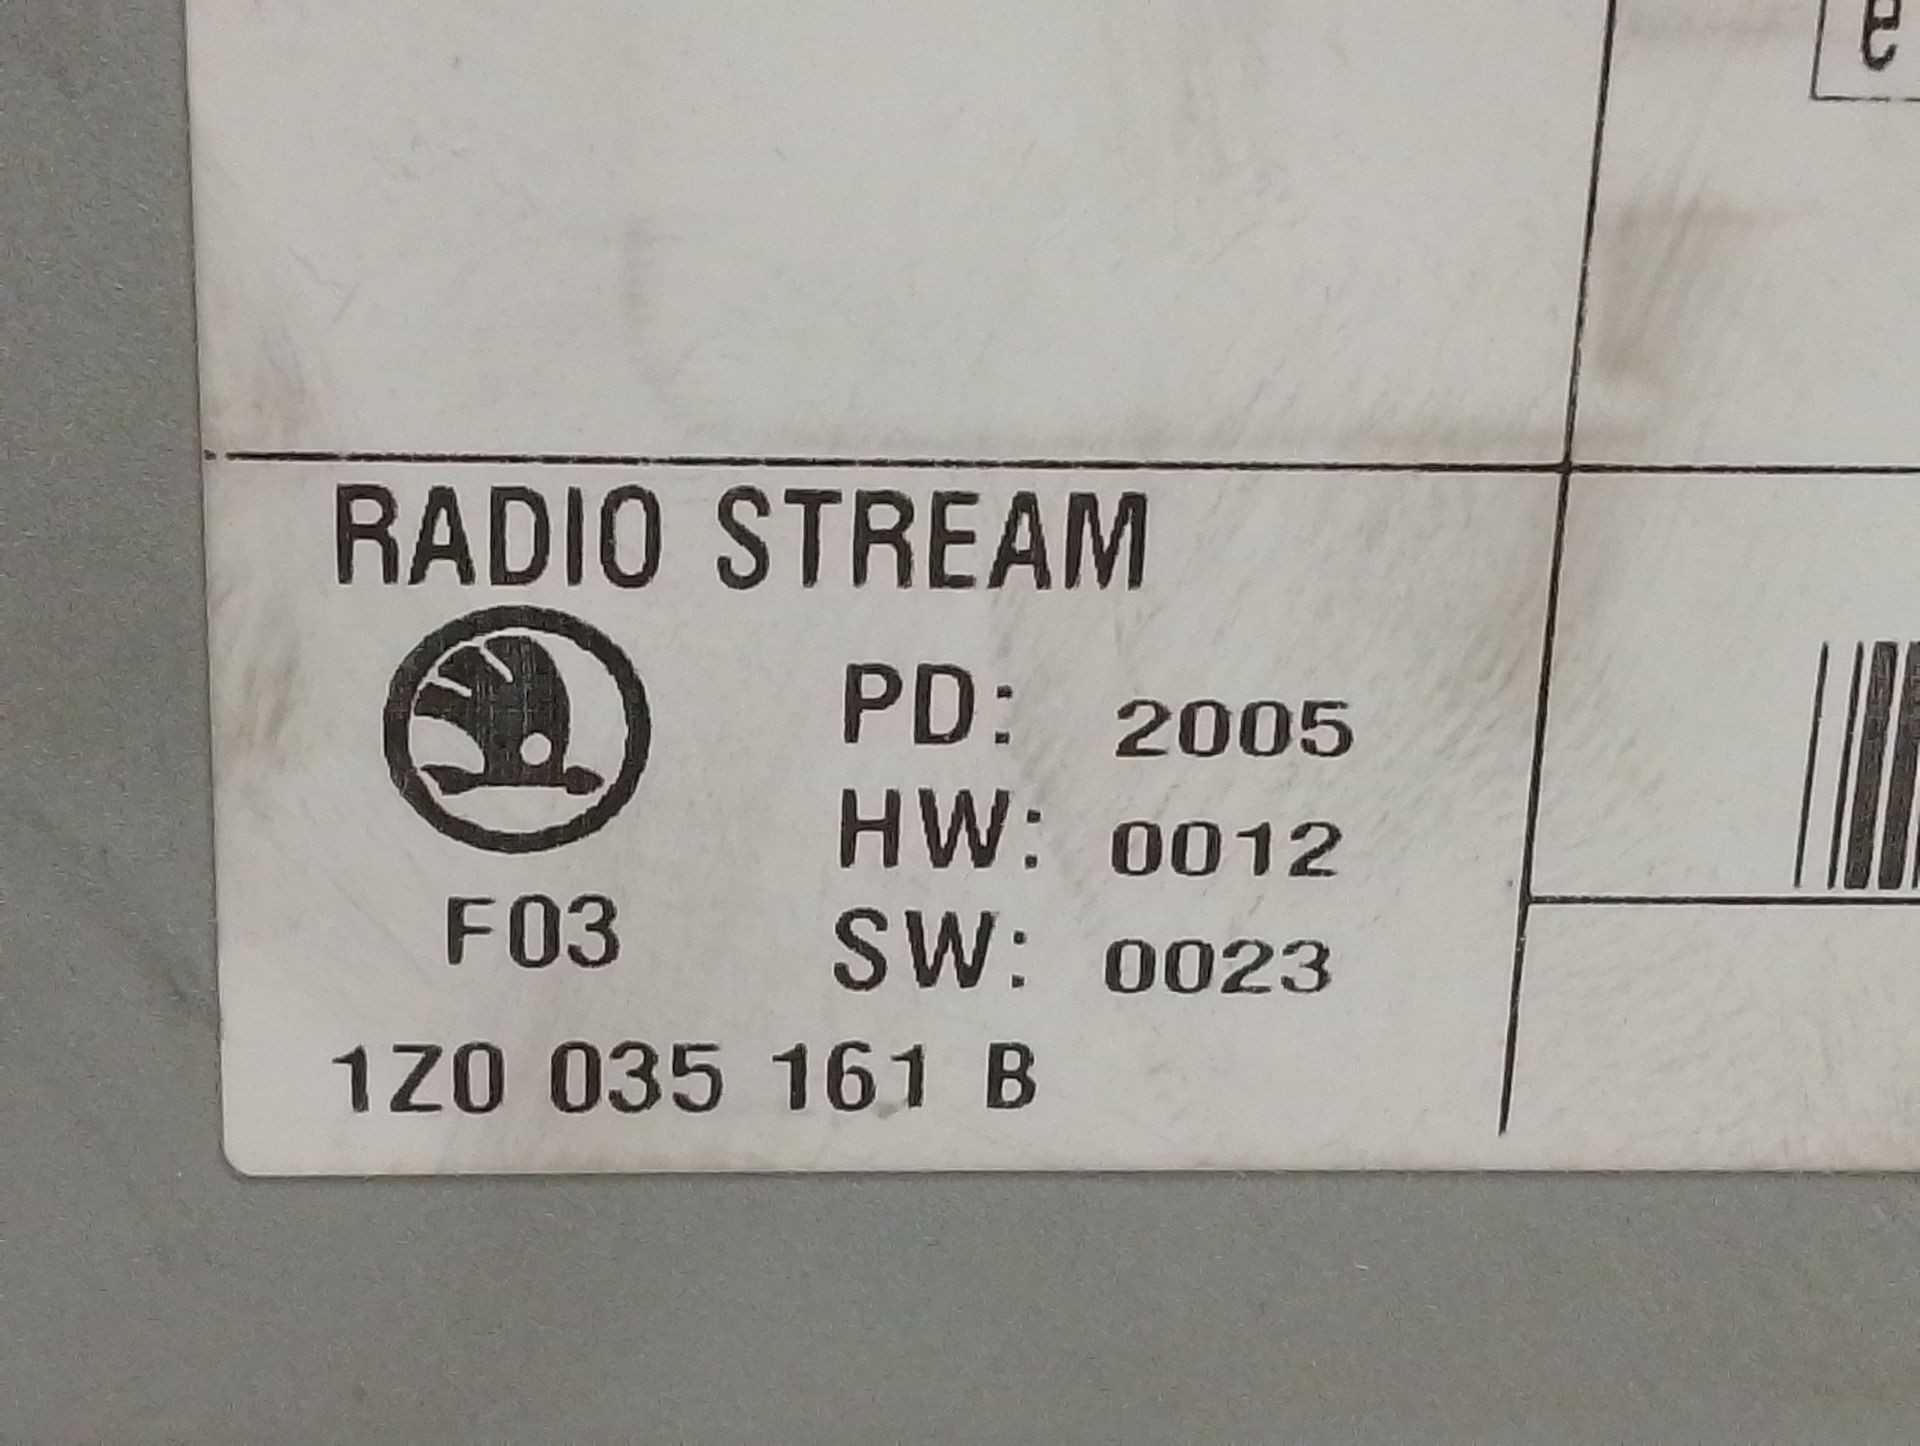 RADIO STREAM
PD: 2005
HW: 0012
F03
SW: 0023
1Z0 035 161 B